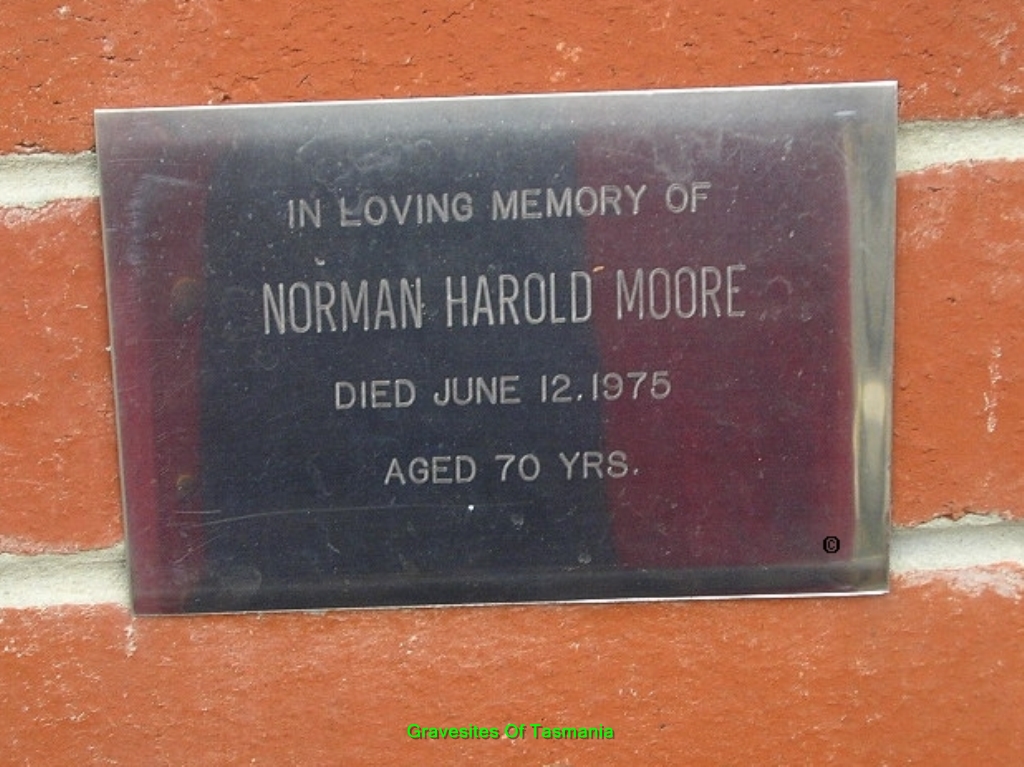 IN LOVING MEMORY OF
NORMAN HAROLD MOORE
DIED JUNE 12.1975
AGED 70 YRS.
©
Gravesites Of Tasmania